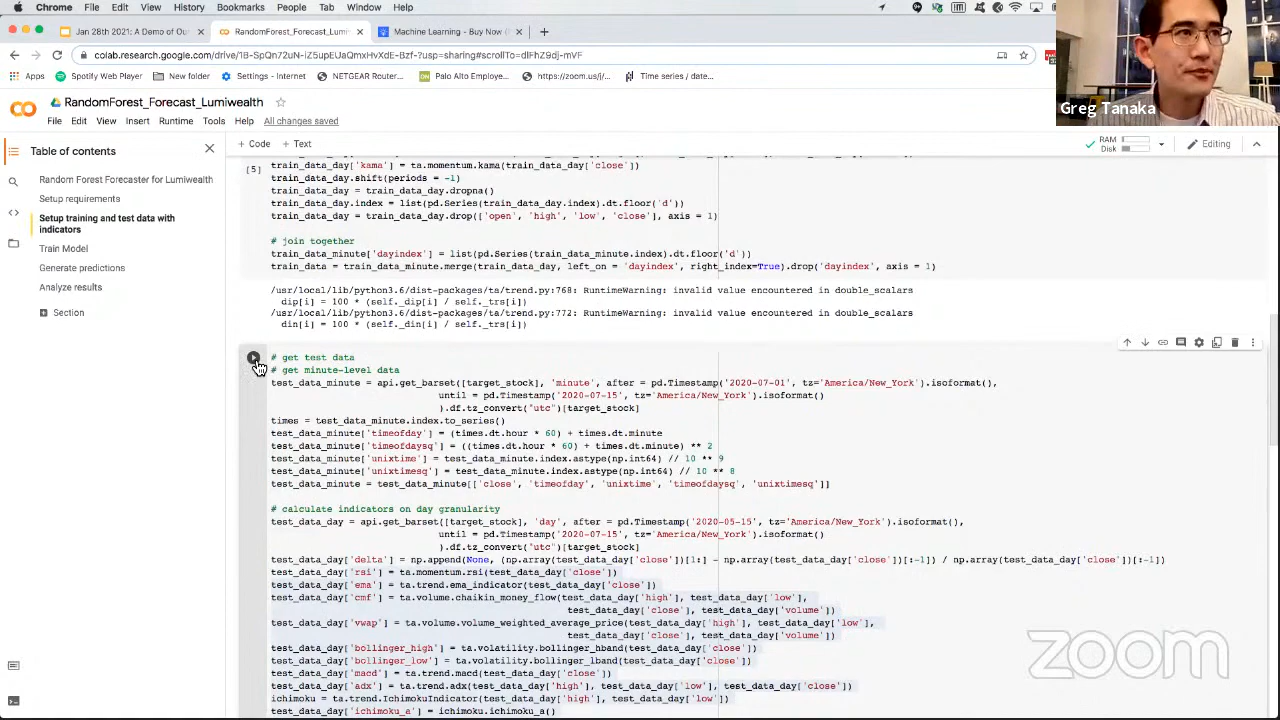 Chrome File Edit View History Bookmarks People Tab Window Help
Jan 28th 2021: A Demo of Ou
RandomForest_Forecast_Lumi
Machine Learning - Buy Now (
Apps Spotify Web Player New folder Settings - Internet NETGEAR Router... Palo Alto Employe... https://zoom.us/j/... Time series / date...
RandomForest_Forecast_Lumiwealth
Greg Tanaka
File Edit View Insert Runtime Tools Help All changes saved
Table of contents
+ Code + Text
RAM
Disk
Editing
Random Forest Forecaster for Lumiwealth
Setup requirements
Setup training and test data with
indicators
Train Model
Generate predictions
Analyze results
Section
[5]
train_data_day['kama'] = ta.momentum.kama(train_data_day['close'])
train_data_day.shift(periods = -1)
train_data_day = train_data_day.dropna()
train_data_day.index = list(pd.Series(train_data_day.index).dt.floor('d'))
train_data_day = train_data_day.drop(['open', 'high', 'low', 'close'], axis = 1)
# join together
train_data_minute['dayindex'] = list(pd.Series(train_data_minute.index).dt.floor('d'))
train_data = train_data_minute.merge(train_data_day, left_on = 'dayindex', right_index=True).drop('dayindex', axis = 1)
/usr/local/lib/python3.6/dist-packages/ta/trend.py:768: RuntimeWarning: invalid value encountered in double_scalars
dip[i] = 100 * (self._dip[i] / self._trs[i])
/usr/local/lib/python3.6/dist-packages/ta/trend.py:772: RuntimeWarning: invalid value encountered in double_scalars
din[i] = 100 * (self._din[i] / self._trs[i])
# get test data
# get minute-level data
test_data_minute = api.get_barset([target_stock], 'minute', after = pd.Timestamp('2020-07-01', tz='America/New_York').isoformat(),
until = pd.Timestamp('2020-07-15', tz='America/New_York').isoformat()
).df.tz_convert("utc")[target_stock]
times = test_data_minute.index.to_series()
test_data_minute['timeofday'] = (times.dt.hour * 60) + times.dt.minute
test_data_minute['timeofdaysq'] = ((times.dt.hour * 60) + times.dt.minute) ** 2
test_data_minute['unixtime'] = test_data_minute.index.astype(np.int64) // 10 ** 9
test_data_minute['unixtimesq'] = test_data_minute.index.astype(np.int64) // 10 ** 8
test_data_minute = test_data_minute[['close', 'timeofday', 'unixtime', 'timeofdaysq', 'unixtimesq']]
# calculate indicators on day granularity
test_data_day = api.get_barset([target_stock], 'day', after = pd.Timestamp('2020-05-15', tz='America/New_York').isoformat(),
until = pd.Timestamp('2020-07-15', tz='America/New_York').isoformat()
).df.tz_convert("utc")[target_stock]
test_data_day['delta'] = np.append(None, (np.array(test_data_day['close'])[1:] - np.array(test_data_day['close'])[:-1]) / np.array(test_data_day['close'])[:-1])
test_data_day['rsi'] = ta.momentum.rsi(test_data_day['close'])
test_data_day['ema'] = ta.trend.ema_indicator(test_data_day['close'])
test_data_day['cmf'] = ta.volume.chaikin_money_flow(test_data_day['high'], test_data_day['low'],
test_data_day['close'], test_data_day['volume'])
test_data_day['vwap'] = ta.volume.volume_weighted_average_price(test_data_day['high'], test_data_day['low'],
test_data_day['close'], test_data_day['volume'])
test_data_day['bollinger_high'] = ta.volatility.bollinger_hband(test_data_day['close'])
test_data_day['bollinger_low'] = ta.volatility.bollinger_lband(test_data_day['close'])
test_data_day['macd'] = ta.trend.macd(test_data_day['close'])
test_data_day['adx'] = ta.trend.adx(test_data_day['high'], test_data_day['low'], test_data_day['close'])
ichimoku = ta.trend.IchimokuIndicator(test_data_day['high'], test_data_day['low'])
test_data_day['ichimoku_a'] = ichimoku.ichimoku_a()
zoom